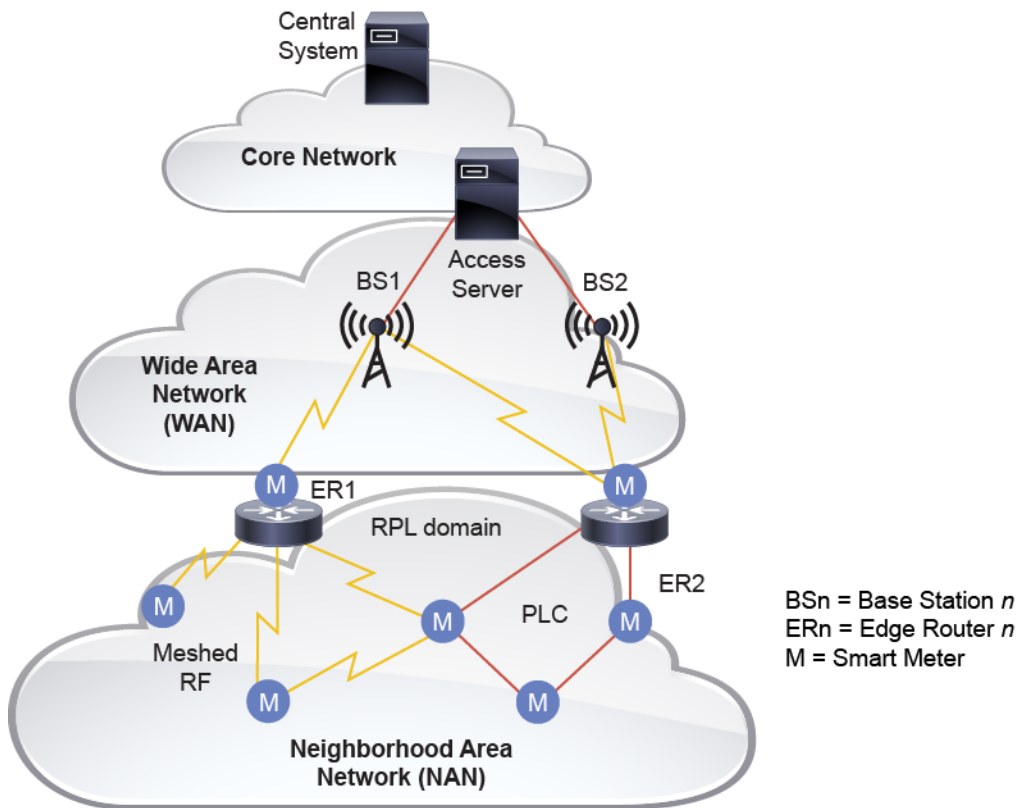 Central
System
Core Network
Access
Server
BS1
BS2
Wide Area
Network
(WAN)
M
ER1
M
RPL domain
ER2
M
M
PLC
M
Meshed
RF
M
M
Neighborhood Area
Network (NAN)
BSn = Base Station n
ERn = Edge Router n
M = Smart Meter